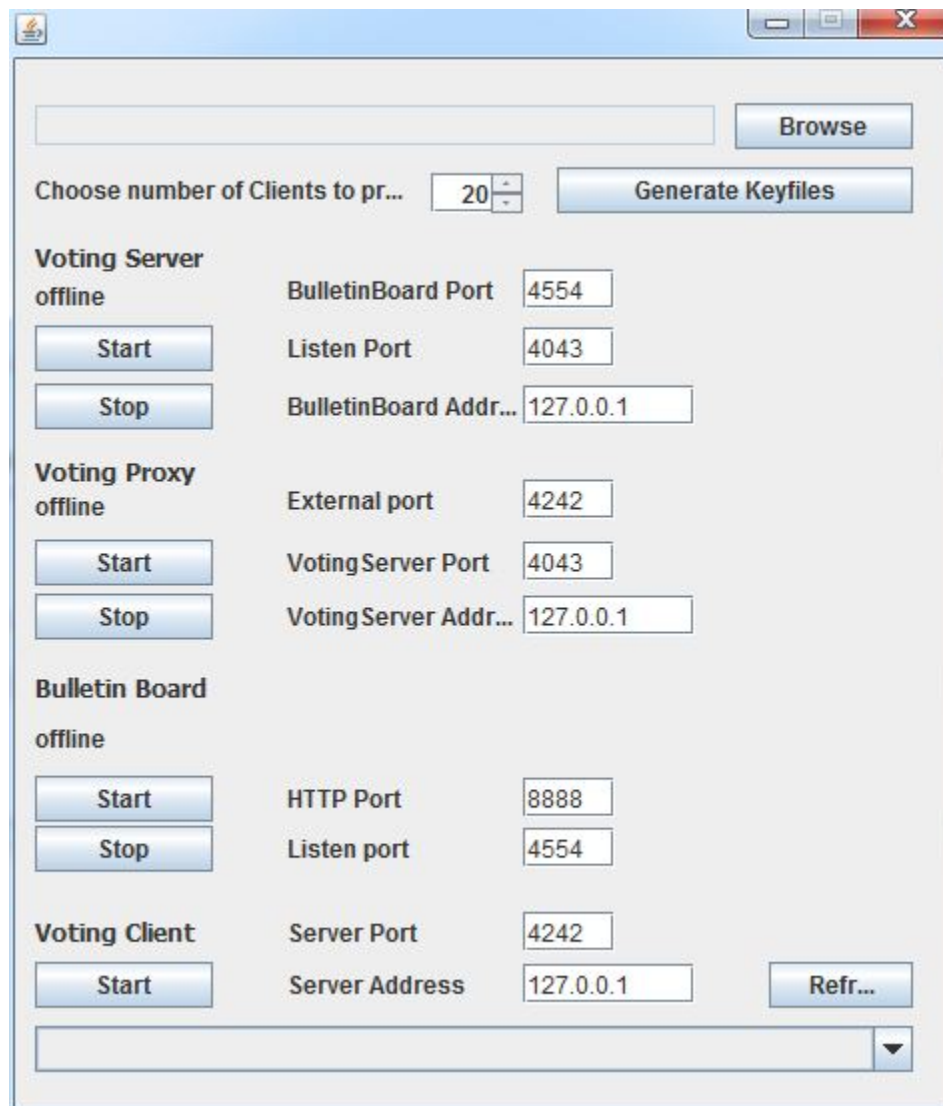 Browse
Choose number of Clients to pr... 20 Generate Keyfiles
Voting Server
offline
BulletinBoard Port 4554
Start Listen Port 4043
Stop BulletinBoard Addr... 127.0.0.1
Voting Proxy
offline External port 4242
Start VotingServer Port 4043
Stop VotingServer Addr... 127.0.0.1
Bulletin Board
offline
Start HTTP Port 8888
Stop Listen port 4554
Voting Client Server Port 4242
Start Server Address 127.0.0.1 Refr...